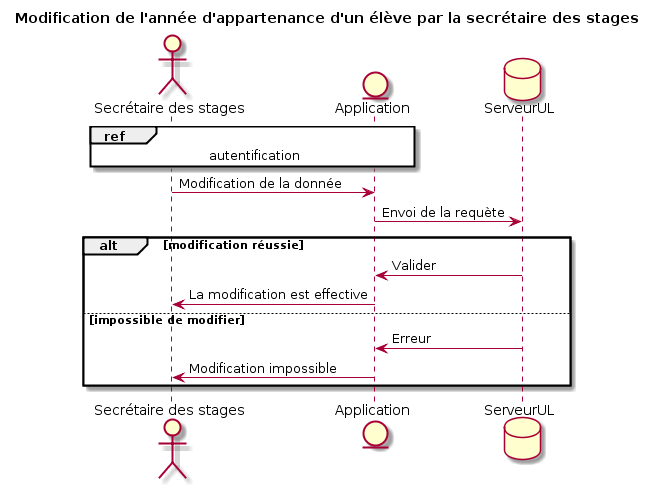 Modification de l'année d'appartenance d'un élève par la secrétaire des stages
Secrétaire des stages
Application
ServeurUL
ref
autentification
Modification de la donnée
Envoi de la requète
alt
[modification réussie]
Valider
La modification est effective
[impossible de modifier]
Erreur
Modification impossible
Secrétaire des stages
Application
ServeurUL